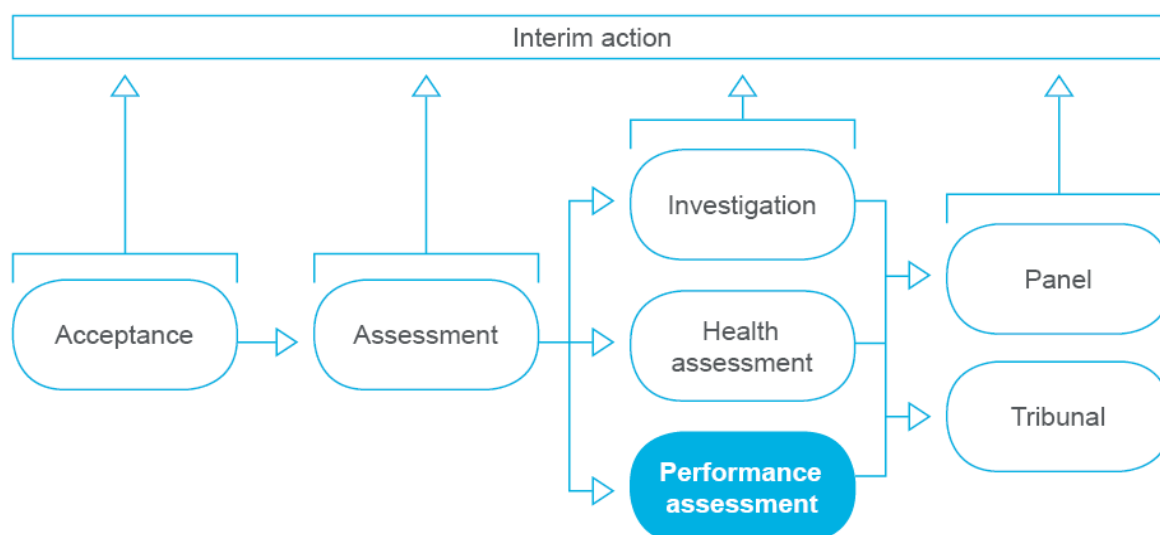 Interim action
Acceptance
Assessment
Investigation
Health
assessment
Performance
assessment
Panel
Tribunal